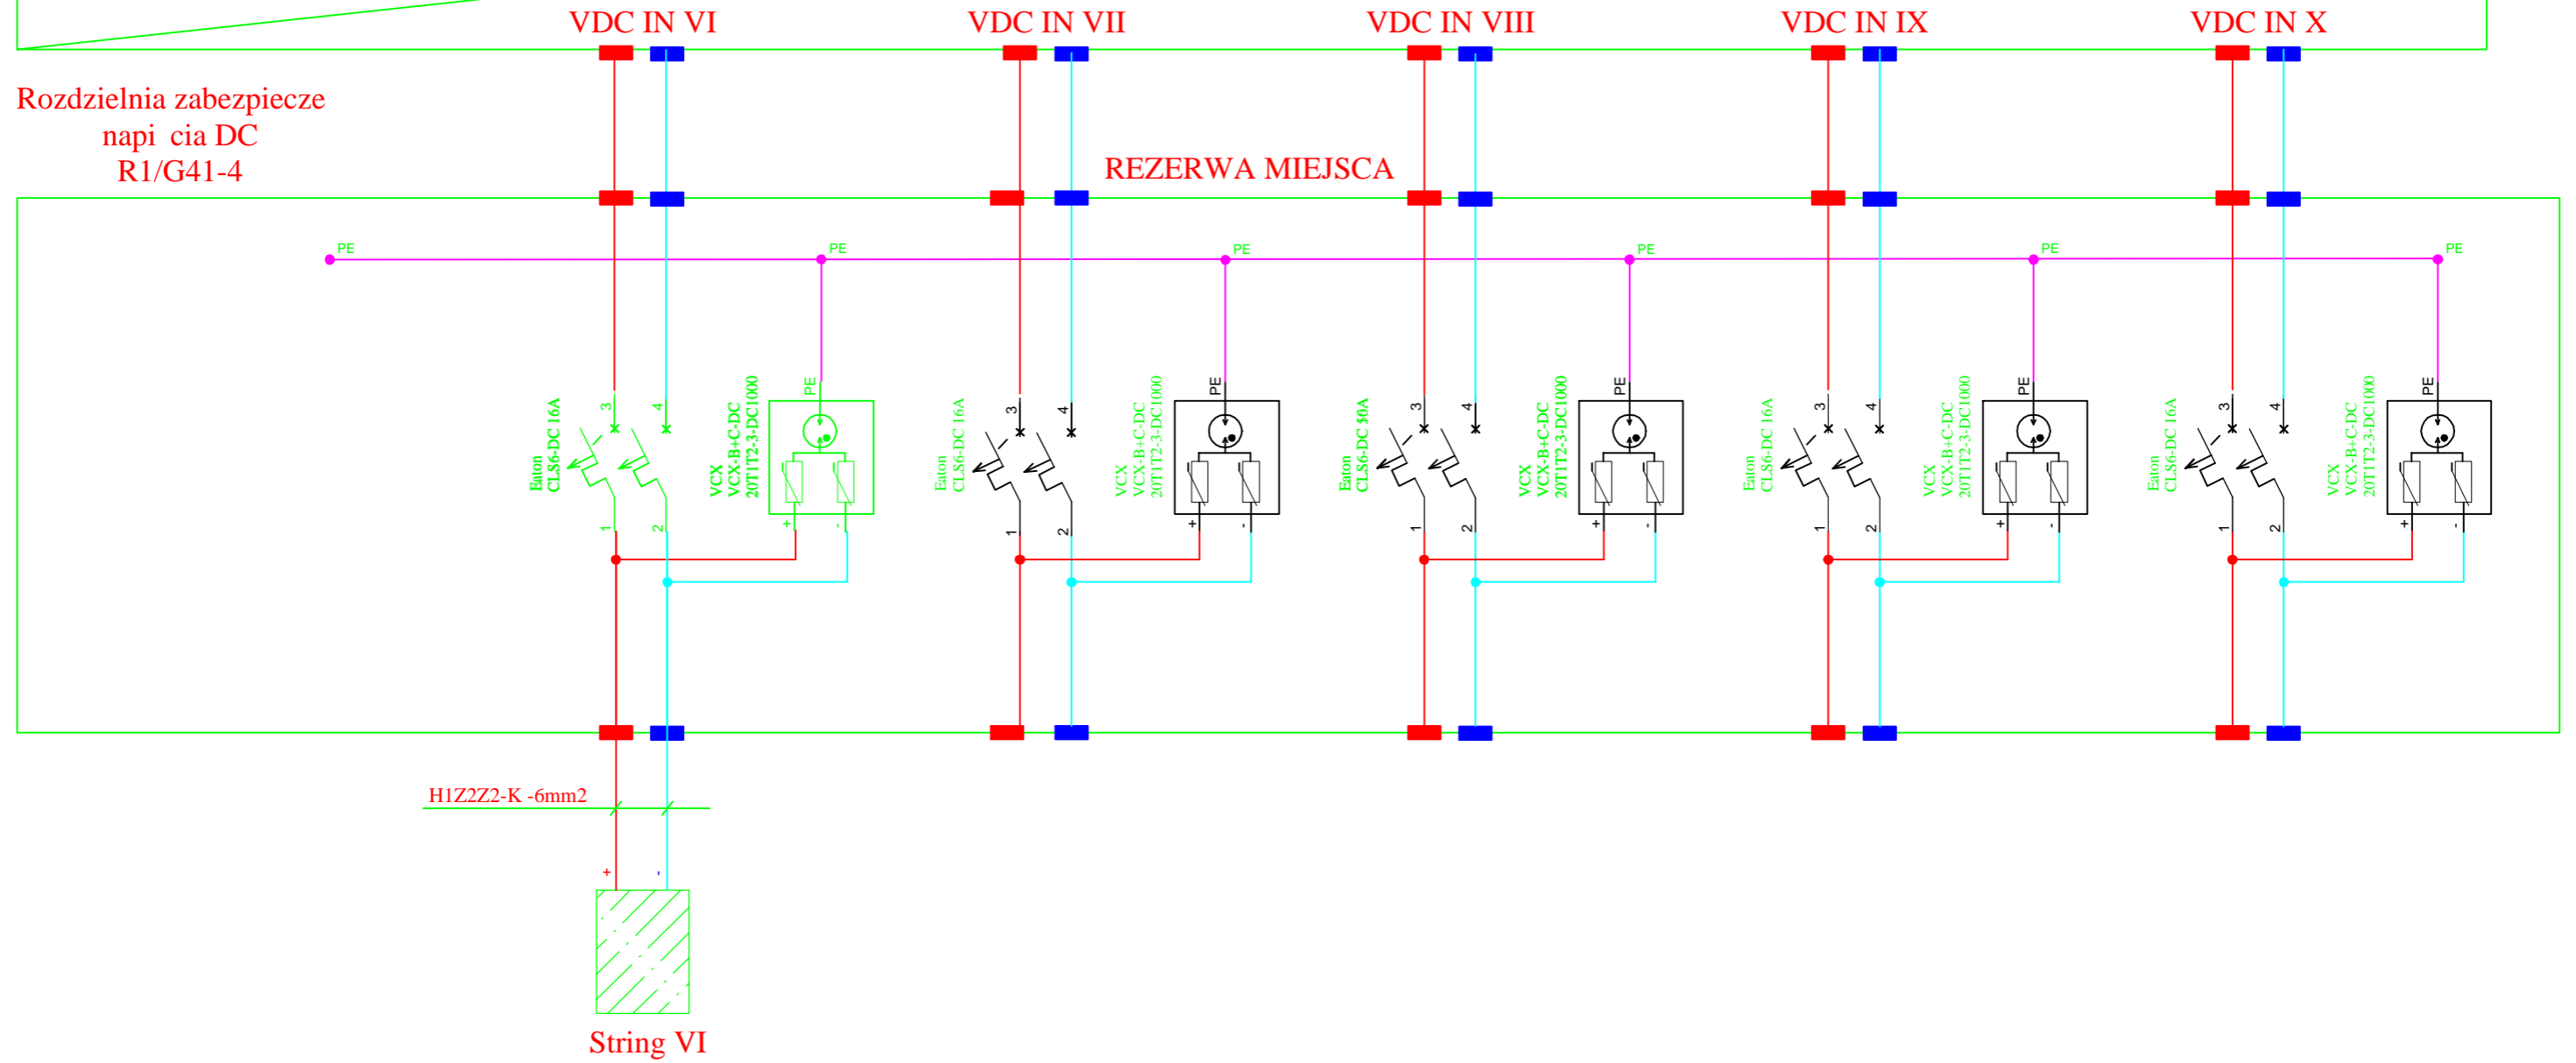 VDC IN VI
VDC IN VII
VDC IN VIII
VDC IN IX
VDC IN X
Rozdzielnia zabezpiecze
napi cia DC
R1/G41-4
REZERWA MIEJSCA
PE
PE
PE
PE
PE
PE
Eaton
CLS6-DC 16A
3
4
1
2
VCX
VCX-B+C-DC
20T1T2-3-DC1000
PE
+
-
Eaton
CLS6-DC 16A
3
4
1
2
VCX
VCX-B+C-DC
20T1T2-3-DC1000
PE
+
-
Eaton
CLS6-DC
3
4
1
2
VCX
VCX-B+C-DC
20T1T2-3-DC1000
PE
+
-
Eaton
CLS6-DC 16A
3
4
1
2
VCX
VCX-B+C-DC
20T1T2-3-DC1000
PE
+
-
Eaton
CLS6-DC 16A
3
4
1
2
VCX
VCX-B+C-DC
20T1T2-3-DC1000
PE
+
-
H1Z2Z2-K -6mm2
+
-
String VI